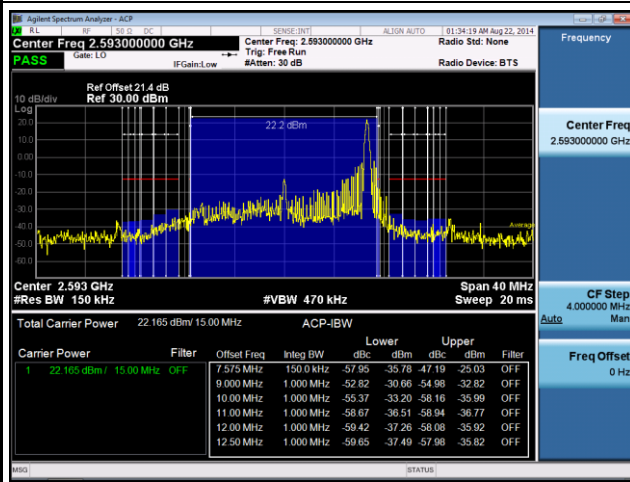 Agilent Spectrum Analyzer - ACP
RL RF 50 Ω DC SENSE:INT ALIGN AUTO 01:34:19 AM Aug 22, 2014
Center Freq 2.593000000 GHz Center Freq: 2.593000000 GHz Radio Std: None Frequency
PASS Gate: LO IFGain:Low Trig: Free Run
#Atten: 30 dB Radio Device: BTS
Ref Offset 21.4 dB
10 dB/div Ref 30.00 dBm
Log
20.0
10.0
0.00
-10.0
-20.0
-30.0
-40.0
-50.0
-60.0
22.2 dBm
Average
Center Freq
2.593000000 GHz
Center 2.593 GHz Span 40 MHz
#Res BW 150 kHz #VBW 470 kHz Sweep 20 ms
CF Step
4.000000 MHz
Auto Man
Total Carrier Power 22.165 dBm/ 15.00 MHz ACP-IBW
Lower Upper
Carrier Power Filter Offset Freq Integ BW dBc dBm dBc dBm Filter
1 22.165 dBm / 15.00 MHz OFF 7.575 MHz 150.0 kHz -57.95 -35.78 -47.19 -25.03 OFF
9.000 MHz 1.000 MHz -52.82 -30.66 -54.98 -32.82 OFF
10.00 MHz 1.000 MHz -55.37 -33.20 -58.16 -35.99 OFF
11.00 MHz 1.000 MHz -58.67 -36.51 -58.94 -36.77 OFF
12.00 MHz 1.000 MHz -59.42 -37.26 -58.08 -35.92 OFF
12.50 MHz 1.000 MHz -59.65 -37.49 -57.98 -35.82 OFF
Freq Offset
0 Hz
MSG STATUS